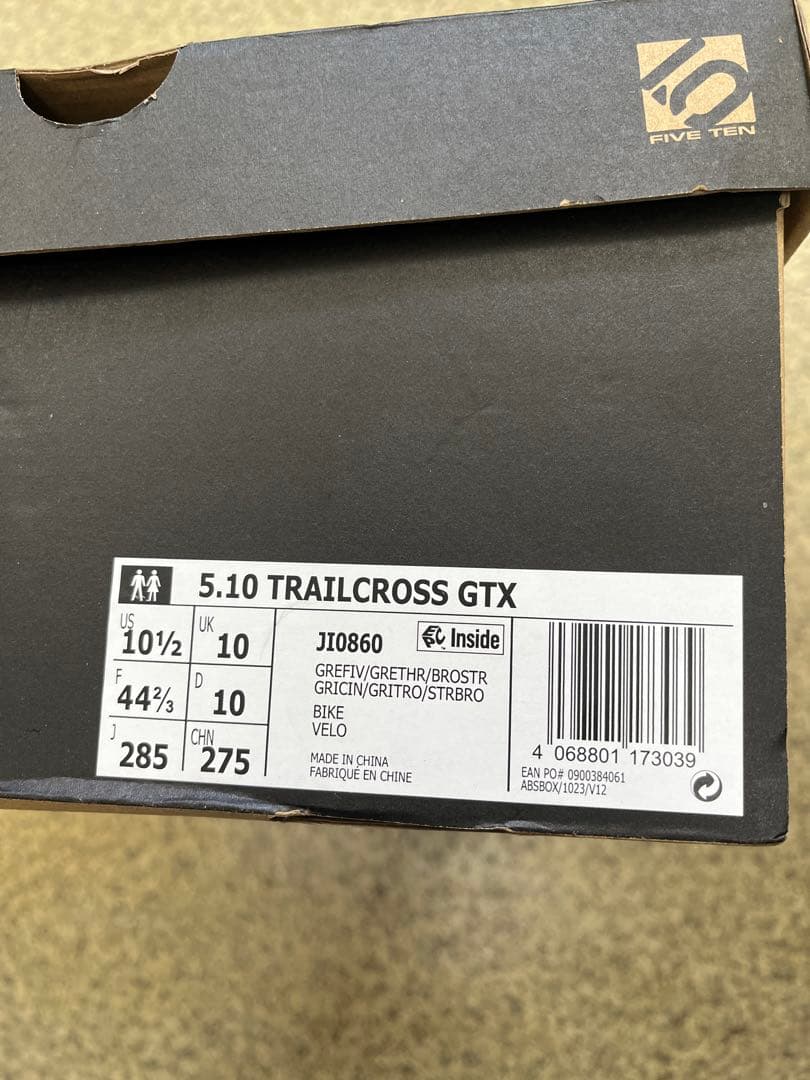 FIVE TEN
5.10 TRAILCROSS GTX
US 10½
UK 10
F 44⅔
D 10
J 285
CHN 275
JI0860
Inside
GREFIV/GRETHR/BROSTR
GRICIN/GRITRO/STRBRO
BIKE
VELO
MADE IN CHINA
FABRIQUÉ EN CHINE
4 068801 173039
EAN PO# 0900384061
ABSBOX/1023/V12